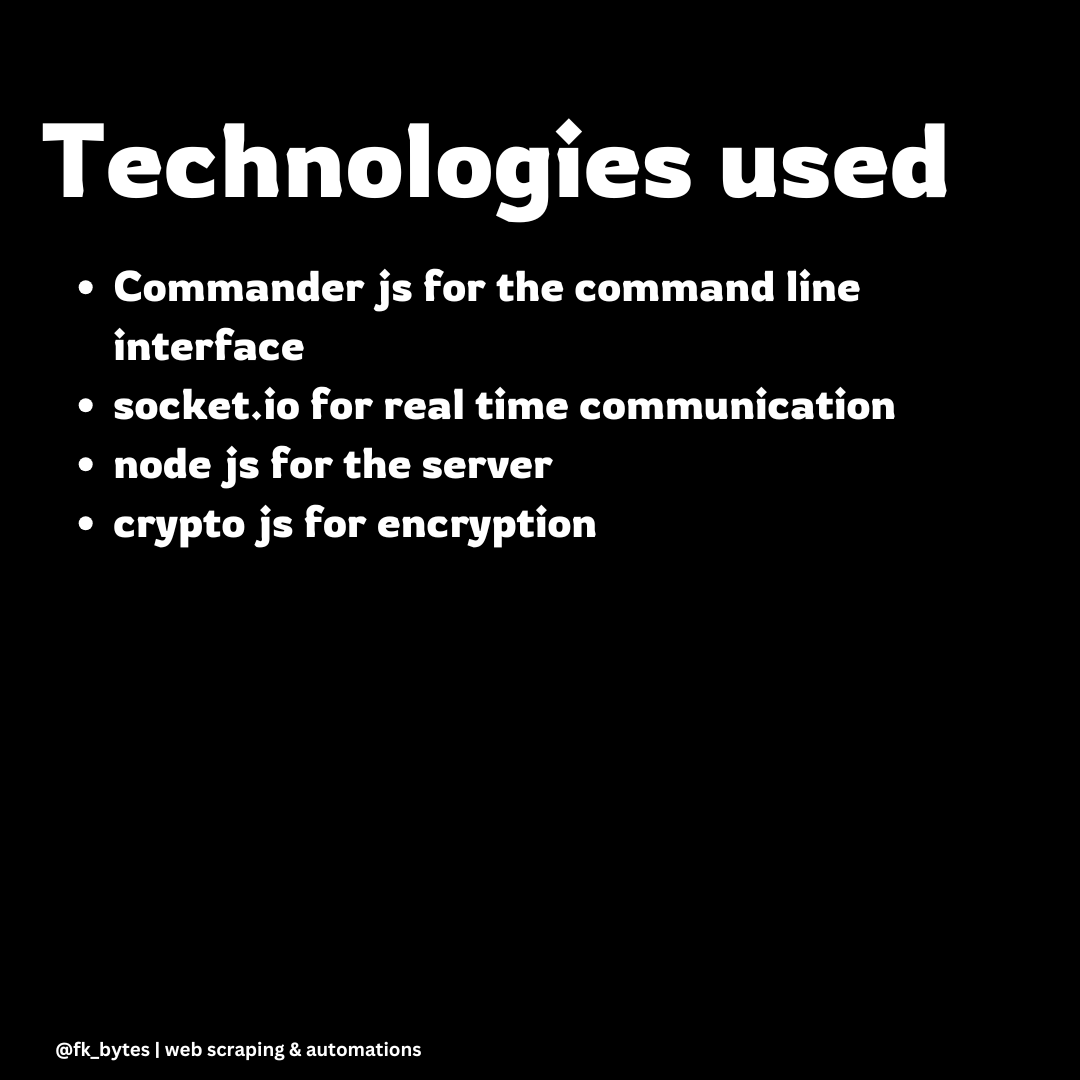 Technologies used
• Commander js for the command line
interface
• socket.io for real time communication
• node js for the server
• crypto js for encryption
@fk_bytes | web scraping & automations